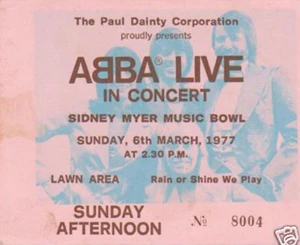 The Paul Dainty Corporation
proudly presents
ABBA® LIVE
IN CONCERT
SIDNEY MYER MUSIC BOWL
SUNDAY, 6th MARCH, 1977
AT 2.30 P.M.
LAWN AREA Rain or Shine We Play
SUNDAY
AFTERNOON
№ 8004